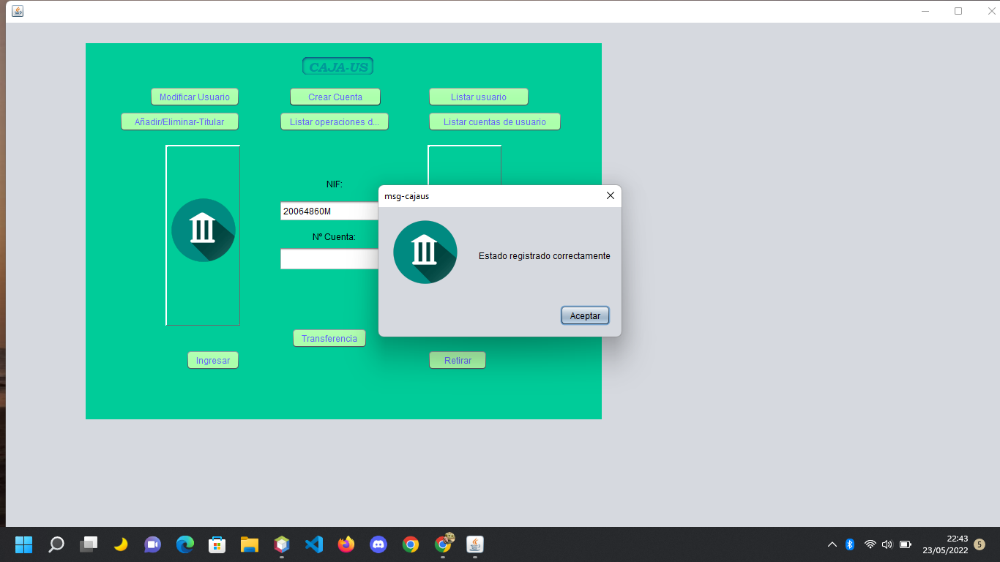 CAJA-US
Modificar Usuario
Crear Cuenta
Listar usuario
Añadir/Eliminar-Titular
Listar operaciones d...
Listar cuentas de usuario
NIF:
20064860M
Nº Cuenta:
msg-cajaus
Estado registrado correctamente
Aceptar
Transferencia
Ingresar
Retirar
22:43
23/05/2022
5